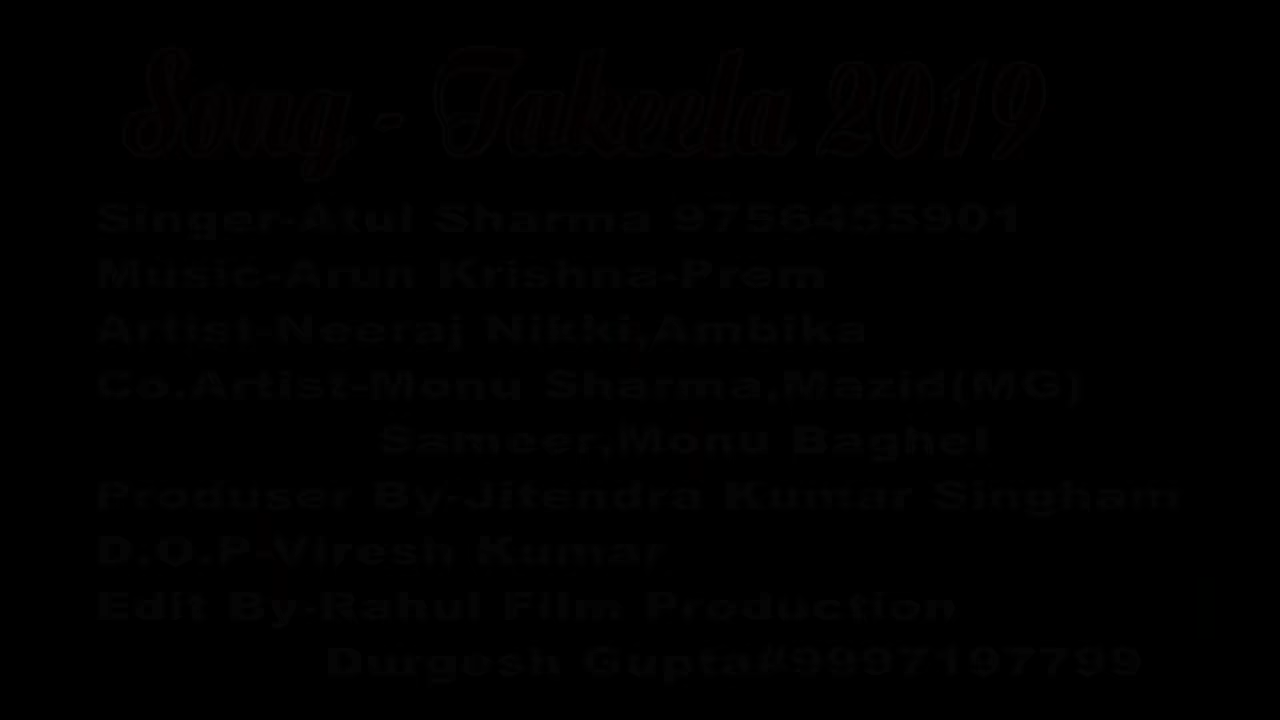 Song - Takeela 2019
Singer-Atul Sharma 9756455901
Music-Arun Krishna-Prem
Artist-Neeraj Nikki,Ambika
Co.Artist-Monu Sharma,Mazid(MG)
Sameer,Monu Baghel
Produser By-Jitendra Kumar Singham
D.O.P-Viresh Kumar
Edit By-Rahul Film Production
Durgesh Gupta#9997197799